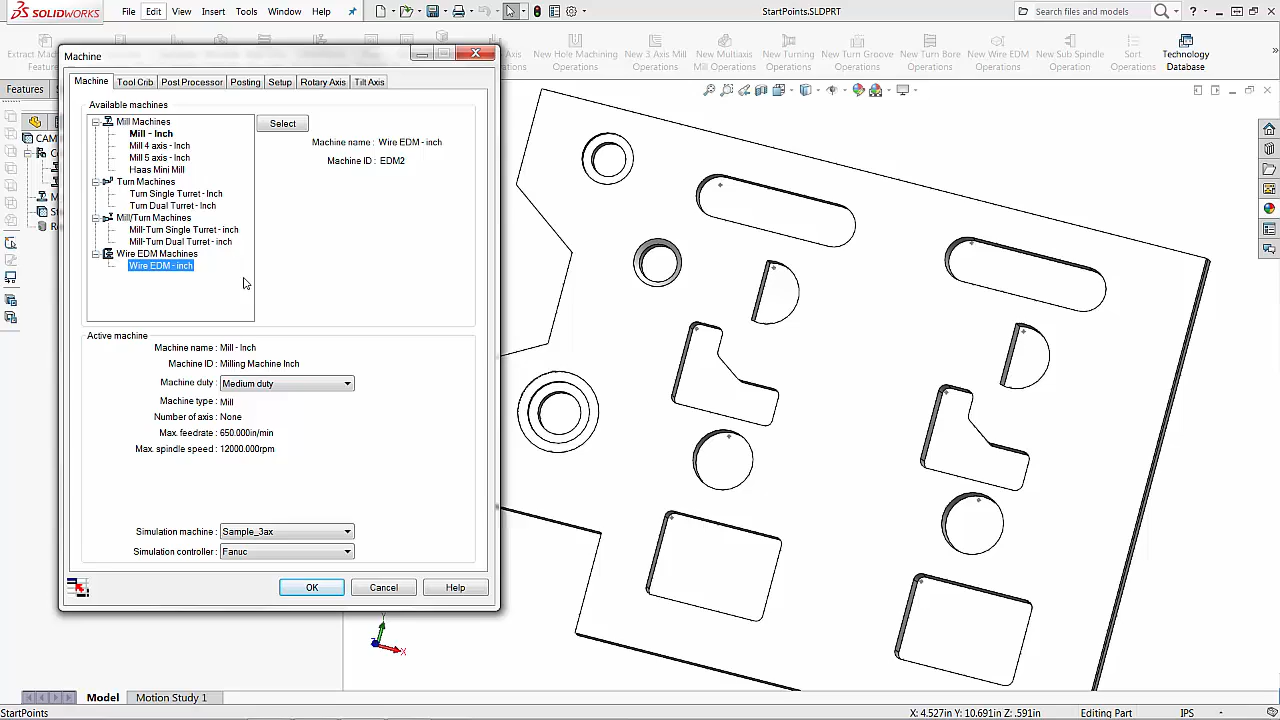 SOLIDWORKS File Edit View Insert Tools Window Help StartPoints.SLDPRT Search files and models
Extract Machinable Features
New Hole Machining Operations
New 3 Axis Mill Operations
New Multiaxis Mill Operations
New Turning Operations
New Turn Groove Operations
New Turn Bore Operations
New Wire EDM Operations
New Sub Spindle Operation
Sort Operations
Technology Database
Features
Machine
Machine Tool Crib Post Processor Posting Setup Rotary Axis Tilt Axis
Available machines
Mill Machines
Mill - Inch
Mill 4 axis - Inch
Mill 5 axis - Inch
Haas Mini Mill
Turn Machines
Turn Single Turret - Inch
Turn Dual Turret - Inch
Mill/Turn Machines
Mill-Turn Single Turret - inch
Mill-Turn Dual Turret - inch
Wire EDM Machines
Wire EDM - inch
Select
Machine name : Wire EDM - inch
Machine ID : EDM2
Active machine
Machine name : Mill - Inch
Machine ID : Milling Machine Inch
Machine duty : Medium duty
Machine type : Mill
Number of axis : None
Max. feedrate : 650.000in/min
Max. spindle speed : 12000.000rpm
Simulation machine : Sample_3ax
Simulation controller : Fanuc
OK Cancel Help
CAM
Y
Z X
Model Motion Study 1
StartPoints X: 4.527in Y: 10.691in Z: .591in Editing Part IPS -